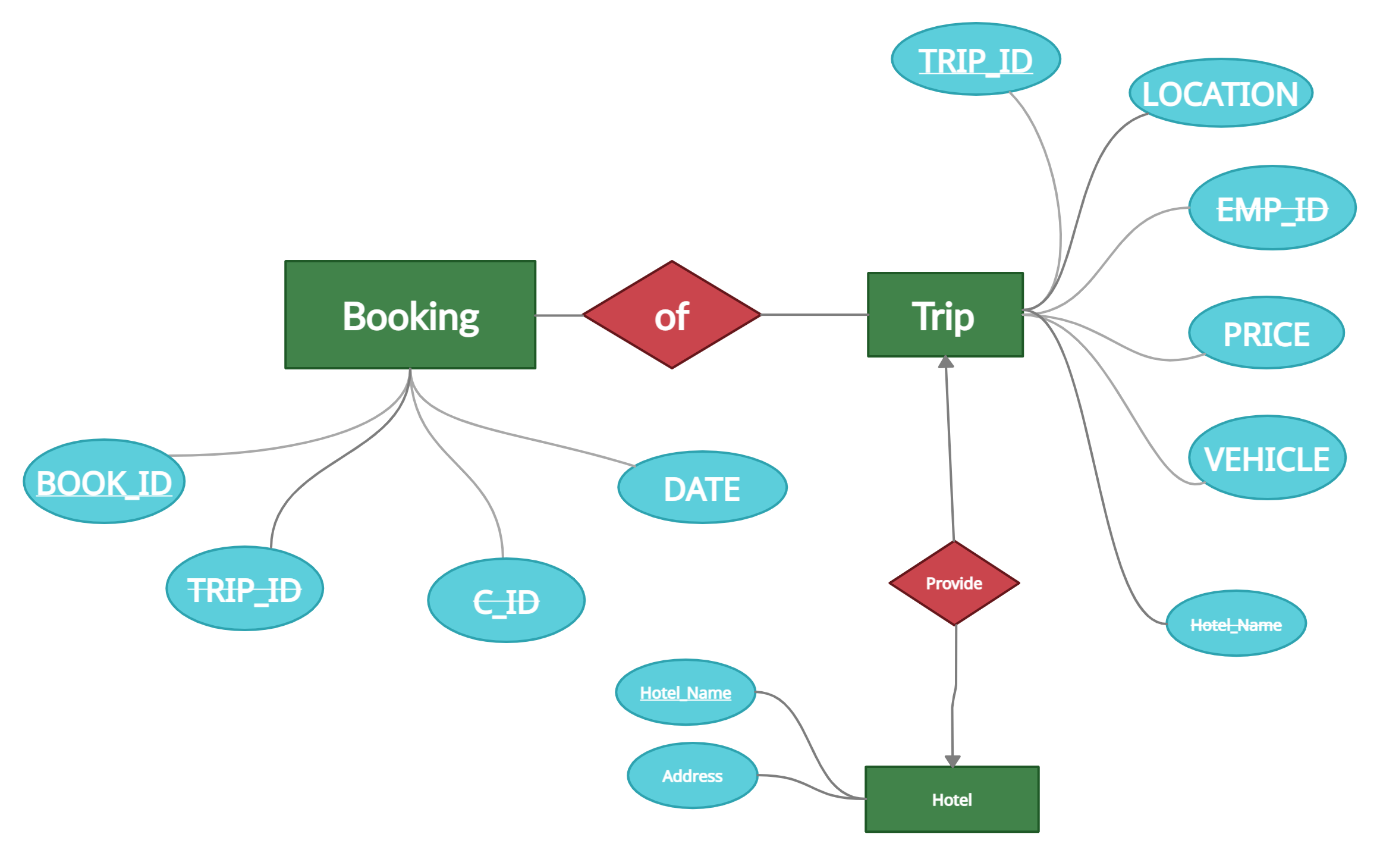 TRIP_ID
LOCATION
EMP_ID
Booking
of
Trip
PRICE
VEHICLE
BOOK_ID
DATE
TRIP_ID
C_ID
Provide
Hotel_Name
Hotel_Name
Address
Hotel